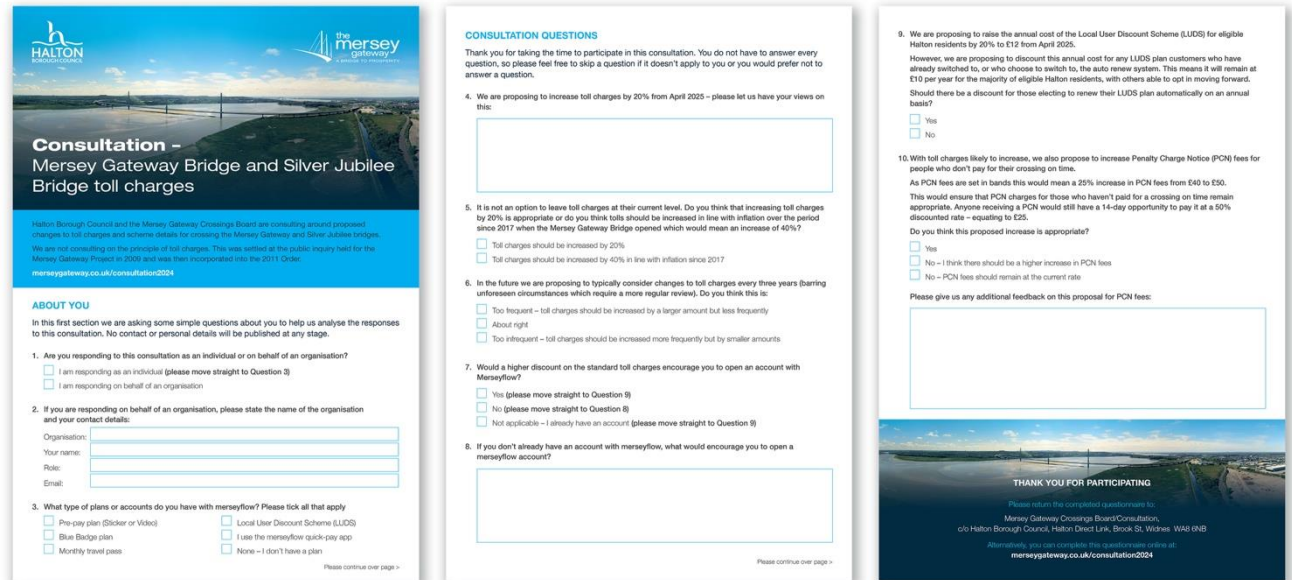 HALTON
BOROUGH COUNCIL
the
mersey
gateway
A BRIDGE TO PROSPERITY
Consultation –
Mersey Gateway Bridge and Silver Jubilee
Bridge toll charges
Halton Borough Council and the Mersey Gateway Crossings Board are consulting around proposed
changes to toll charges and scheme details for crossing the Mersey Gateway and Silver Jubilee bridges.
We are not consulting on the principle of toll charges. This was settled at the public inquiry held for the
Mersey Gateway Project in 2009 and was then incorporated into the 2011 Order.
merseygateway.co.uk/consultation2024
ABOUT YOU
In this first section we are asking some simple questions about you to help us analyse the responses
to this consultation. No contact or personal details will be published at any stage.
1. Are you responding to this consultation as an individual or on behalf of an organisation?
I am responding as an individual (please move straight to Question 3)
I am responding on behalf of an organisation
2. If you are responding on behalf of an organisation, please state the name of the organisation
and your contact details:
Organisation:
Your name:
Role:
Email:
3. What type of plans or accounts do you have with merseyflow? Please tick all that apply
Pre-pay plan (Sticker or Video)
Blue Badge plan
Monthly travel pass
Local User Discount Scheme (LUDS)
I use the merseyflow quick-pay app
None – I don't have a plan
Please continue over page >
CONSULTATION QUESTIONS
Thank you for taking the time to participate in this consultation. You do not have to answer every
question, so please feel free to skip a question if it doesn't apply to you or you would prefer not to
answer a question.
4. We are proposing to increase toll charges by 20% from April 2025 – please let us have your views on
this:
5. It is not an option to leave toll charges at their current level. Do you think that increasing toll charges
by 20% is appropriate or do you think tolls should be increased in line with inflation over the period
since 2017 when the Mersey Gateway Bridge opened which would mean an increase of 40%?
Toll charges should be increased by 20%
Toll charges should be increased by 40% in line with inflation since 2017
6. In the future we are proposing to typically consider changes to toll charges every three years (barring
unforeseen circumstances which require a more regular review). Do you think this is:
Too frequent – toll charges should be increased by a larger amount but less frequently
About right
Too infrequent – toll charges should be increased more frequently but by smaller amounts
7. Would a higher discount on the standard toll charges encourage you to open an account with
Merseyflow?
Yes (please move straight to Question 9)
No (please move straight to Question 8)
Not applicable – I already have an account (please move straight to Question 9)
8. If you don't already have an account with merseyflow, what would encourage you to open a
merseyflow account?
Please continue over page >
9. We are proposing to raise the annual cost of the Local User Discount Scheme (LUDS) for eligible
Halton residents by 20% to £12 from April 2025.
However, we are proposing to discount this annual cost for any LUDS plan customers who have
already switched to, or who choose to switch to, the auto renew system. This means it will remain at
£10 per year for the majority of eligible Halton residents, with others able to opt in moving forward.
Should there be a discount for those electing to renew their LUDS plan automatically on an annual
basis?
Yes
No
10. With toll charges likely to increase, we also propose to increase Penalty Charge Notice (PCN) fees for
people who don't pay for their crossing on time.
As PCN fees are set in bands this would mean a 25% increase in PCN fees from £40 to £50.
This would ensure that PCN charges for those who haven't paid for a crossing on time remain
appropriate. Anyone receiving a PCN would still have a 14-day opportunity to pay it at a 50%
discounted rate – equating to £25.
Do you think this proposed increase is appropriate?
Yes
No – I think there should be a higher increase in PCN fees
No – PCN fees should remain at the current rate
Please give us any additional feedback on this proposal for PCN fees:
THANK YOU FOR PARTICIPATING
Please return the completed questionnaire to:
Mersey Gateway Crossings Board/Consultation,
c/o Halton Borough Council, Halton Direct Link, Brook St, Widnes WA8 6NB
Alternatively, you can complete this questionnaire online at:
merseygateway.co.uk/consultation2024